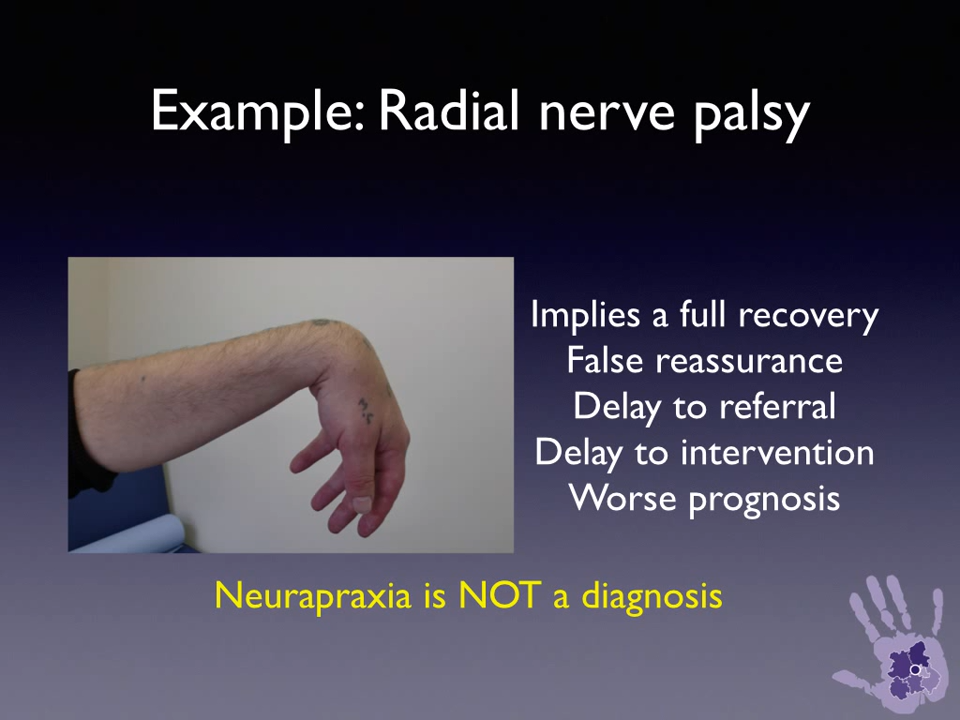 Example: Radial nerve palsy
Implies a full recovery
False reassurance
Delay to referral
Delay to intervention
Worse prognosis
Neurapraxia is NOT a diagnosis